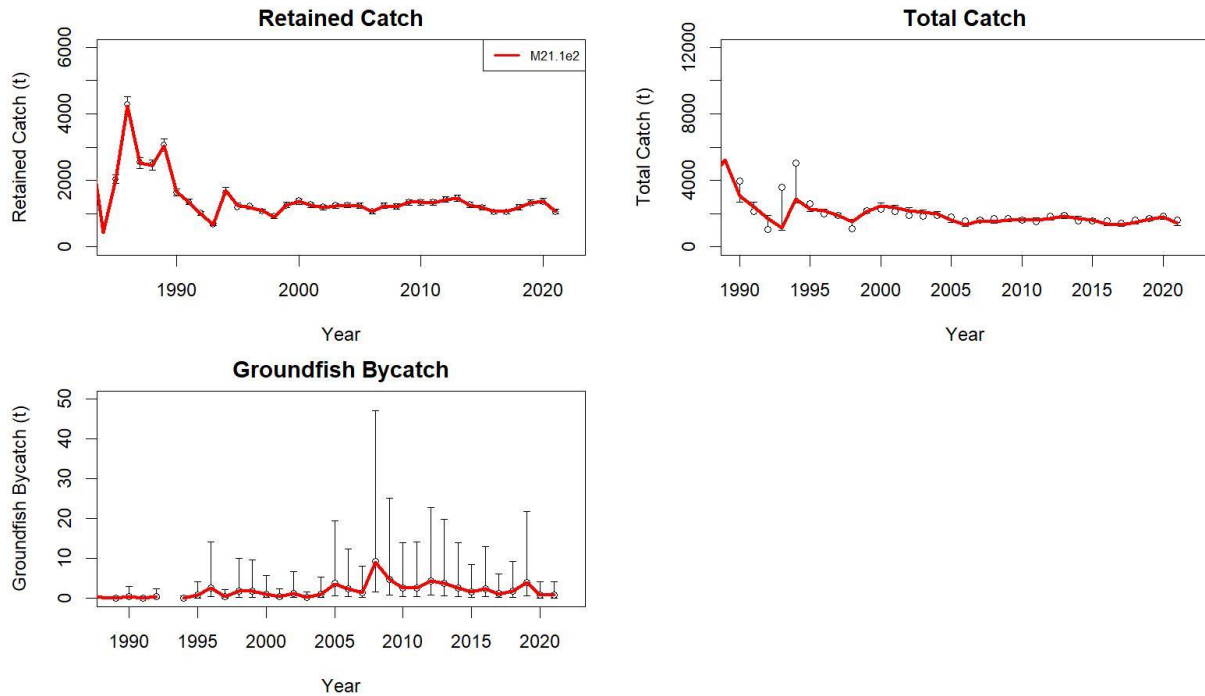 Retained Catch
Retained Catch (t)
6000
4000
2000
0
M21.1e2
1990 2000 2010 2020
Year
Total Catch
Total Catch (t)
12000
8000
4000
0
1990 1995 2000 2005 2010 2015 2020
Year
Groundfish Bycatch
Groundfish Bycatch (t)
50
40
30
20
10
0
1990 1995 2000 2005 2010 2015 2020
Year